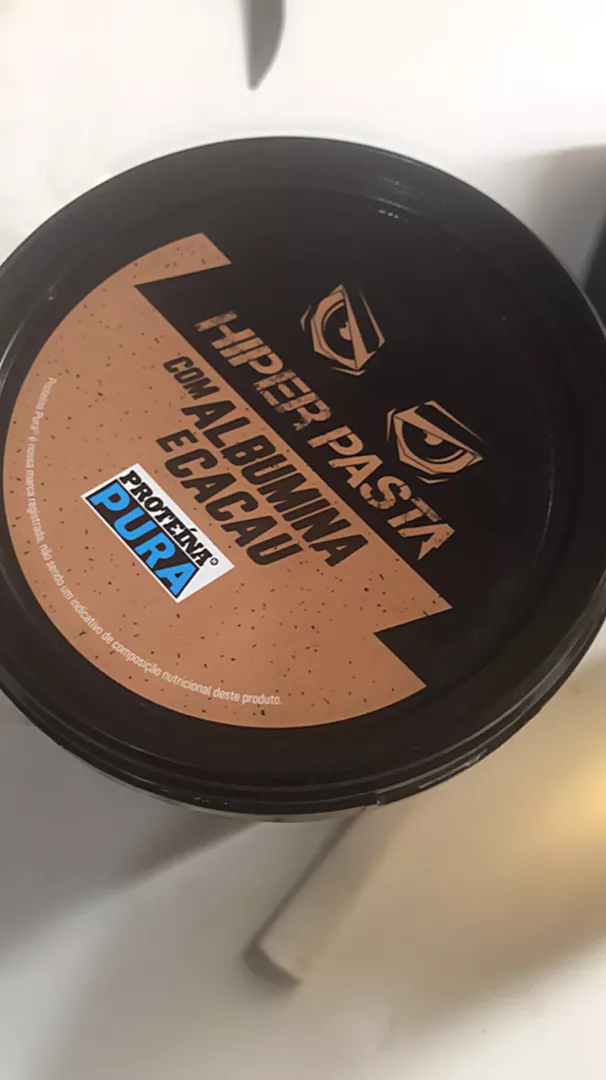 HIPER PASTA
COM ALBUMINA
E CACAU
PROTEÍNA
PURA
Proteína Pura® é nossa marca registrada, não sendo um indicativo de composição nutricional deste produto.